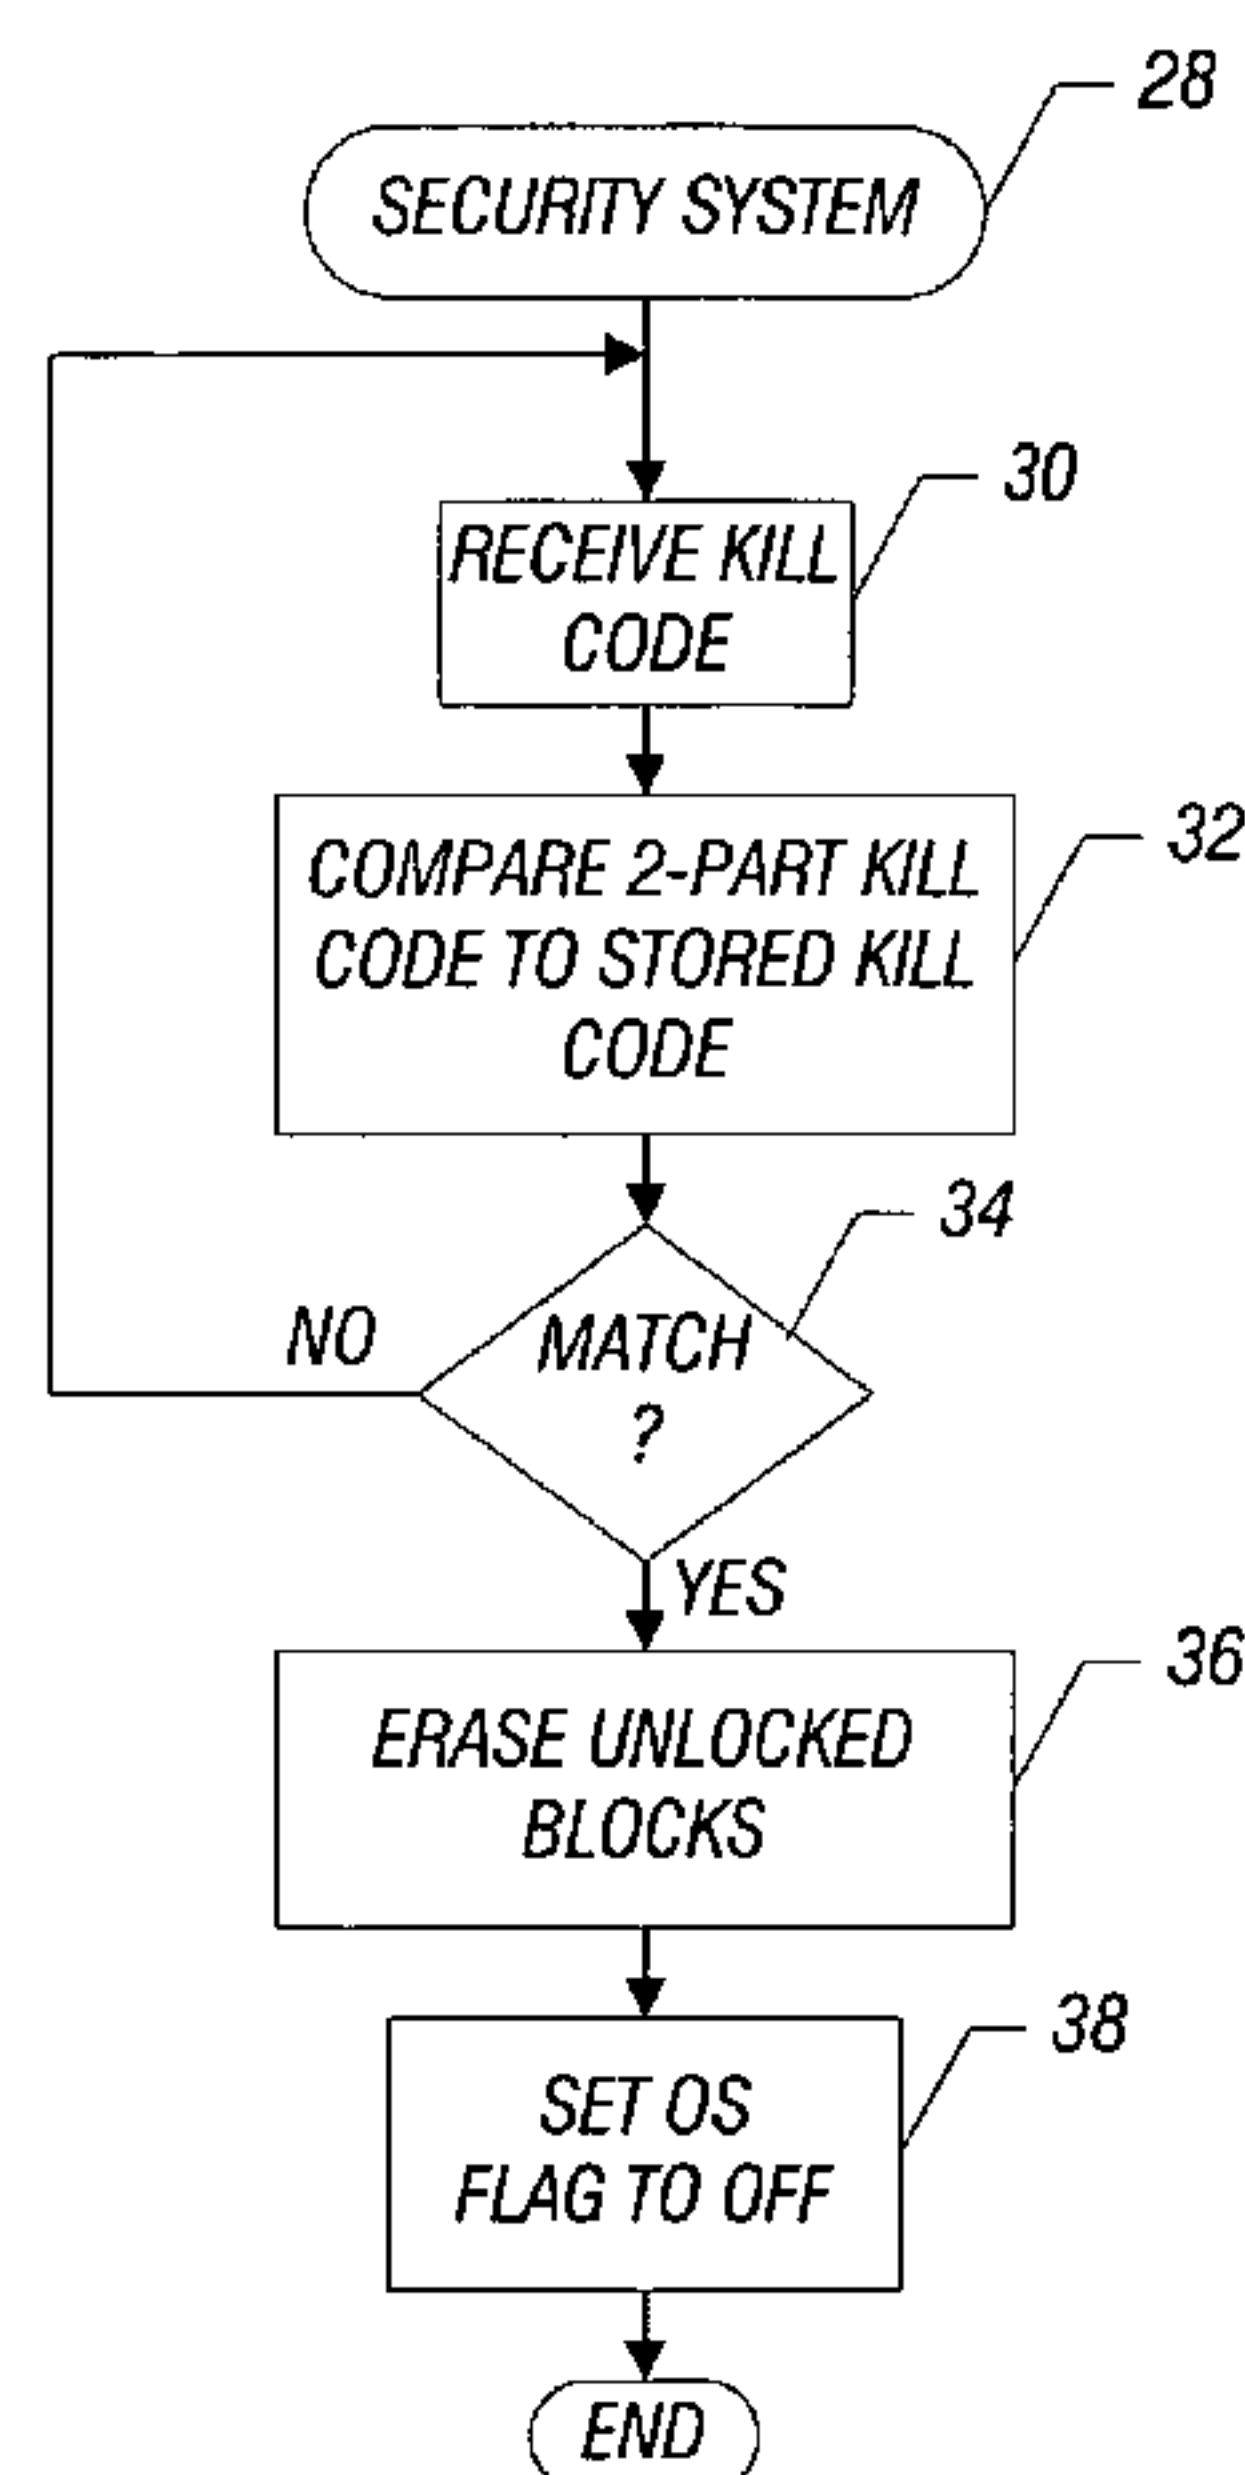 28
SECURITY SYSTEM
30
RECEIVE KILL
CODE
32
COMPARE 2-PART KILL
CODE TO STORED KILL
CODE
34
NO
MATCH
?
YES
36
ERASE UNLOCKED
BLOCKS
38
SET OS
FLAG TO OFF
END